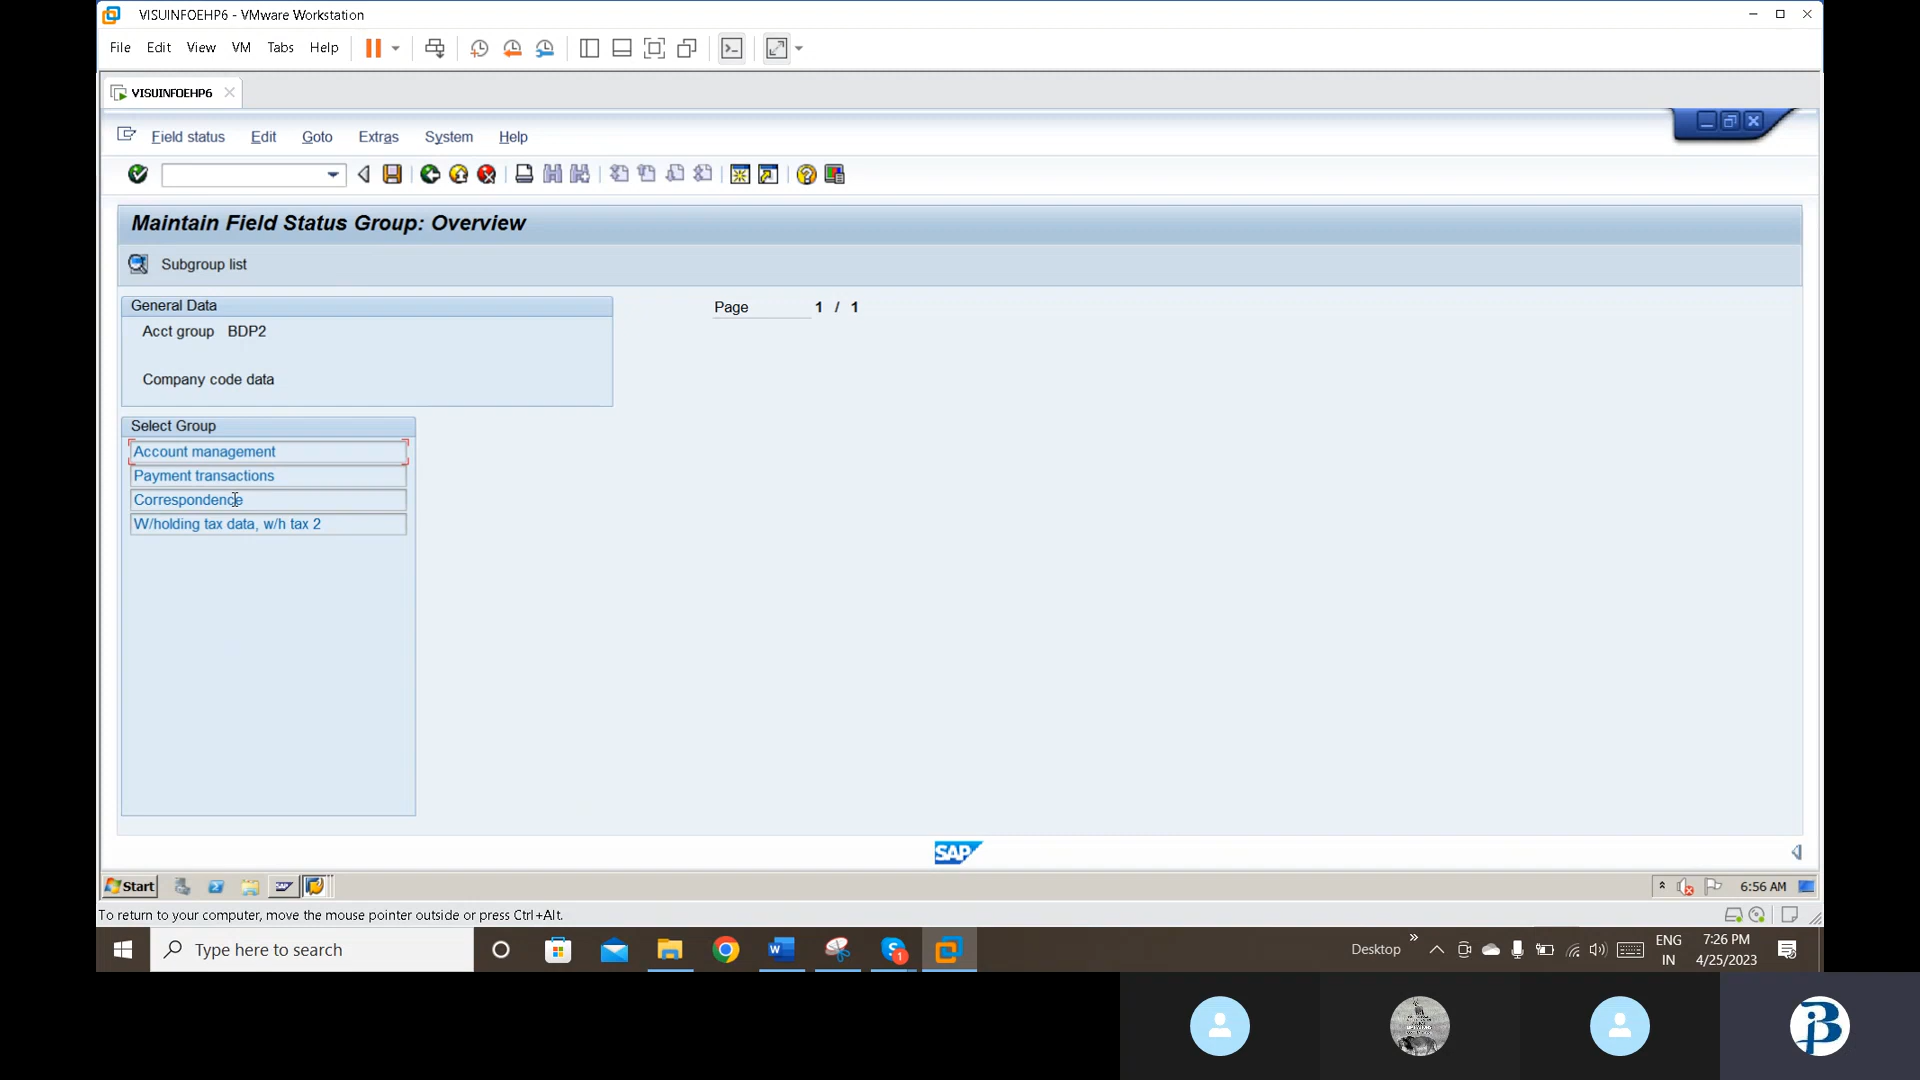 VISUINFOEHP6 - VMware Workstation
File Edit View VM Tabs Help
VISUINFOEHP6
Field status Edit Goto Extras System Help
Maintain Field Status Group: Overview
Subgroup list
General Data
Page 1 / 1
Acct group BDP2
Company code data
Select Group
Account management
Payment transactions
Correspondence
W/holding tax data, w/h tax 2
SAP
Start
6:56 AM
To return to your computer, move the mouse pointer outside or press Ctrl+Alt.
Type here to search
Desktop
ENG
IN
7:26 PM
4/25/2023